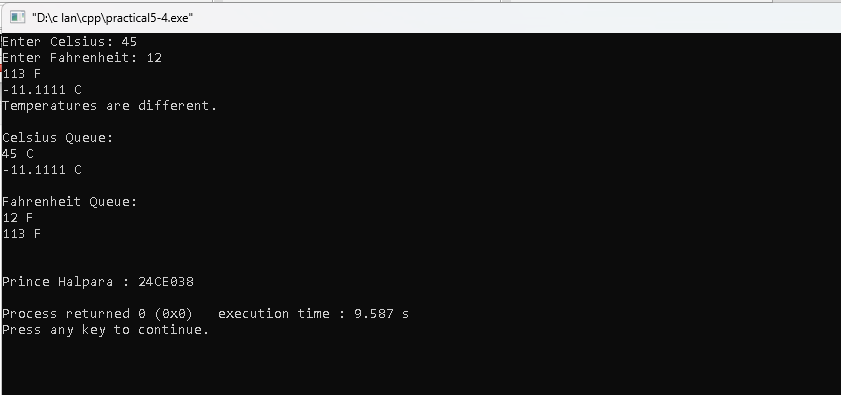 "D:\c lan\cpp\practical5-4.exe"
Enter Celsius: 45
Enter Fahrenheit: 12
113 F
-11.1111 C
Temperatures are different.
Celsius Queue:
45 C
-11.1111 C
Fahrenheit Queue:
12 F
113 F
Prince Halpara : 24CE038
Process returned 0 (0x0)   execution time : 9.587 s
Press any key to continue.